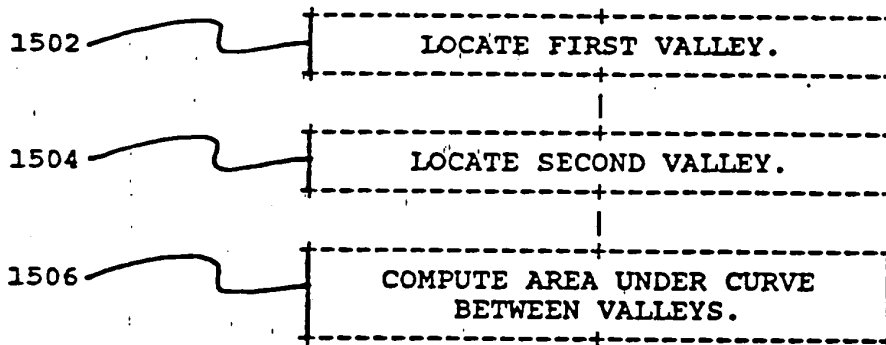 1502 LOCATE FIRST VALLEY.
1504 LOCATE SECOND VALLEY.
1506 COMPUTE AREA UNDER CURVE
BETWEEN VALLEYS.